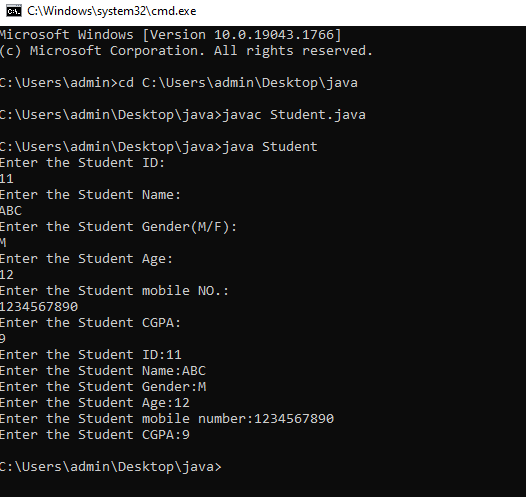 C:\Windows\system32\cmd.exe
Microsoft Windows [Version 10.0.19043.1766]
(c) Microsoft Corporation. All rights reserved.
C:\Users\admin>cd C:\Users\admin\Desktop\java
C:\Users\admin\Desktop\java>javac Student.java
C:\Users\admin\Desktop\java>java Student
Enter the Student ID:
11
Enter the Student Name:
ABC
Enter the Student Gender(M/F):
M
Enter the Student Age:
12
Enter the Student mobile NO.:
1234567890
Enter the Student CGPA:
9
Enter the Student ID:11
Enter the Student Name:ABC
Enter the Student Gender:M
Enter the Student Age:12
Enter the Student mobile number:1234567890
Enter the Student CGPA:9
C:\Users\admin\Desktop\java>